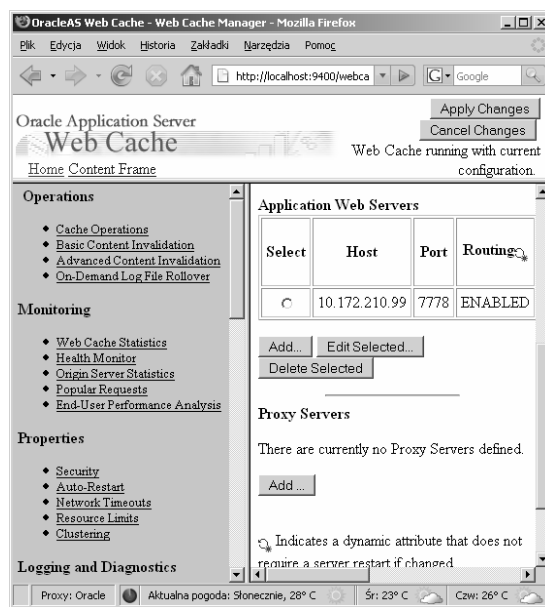 OracleAS Web Cache - Web Cache Manager - Mozilla Firefox
Plik Edycja Widok Historia Zakładki Narzędzia Pomoc
http://localhost:9400/webca G Google
Oracle Application Server
Web Cache
Home Content Frame
Apply Changes
Cancel Changes
Web Cache running with current
configuration.
Operations
Cache Operations
Basic Content Invalidation
Advanced Content Invalidation
On-Demand Log File Rollover
Monitoring
Web Cache Statistics
Health Monitor
Origin Server Statistics
Popular Requests
End-User Performance Analysis
Properties
Security
Auto-Restart
Network Timeouts
Resource Limits
Clustering
Logging and Diagnostics
Application Web Servers
Select Host Port Routing
10.172.210.99 7778 ENABLED
Add... Edit Selected...
Delete Selected
Proxy Servers
There are currently no Proxy Servers defined.
Add ...
Indicates a dynamic attribute that does not
require a server restart if changed
Proxy: Oracle Aktualna pogoda: Słonecznie, 28° C Śr: 23° C Czw: 26° C